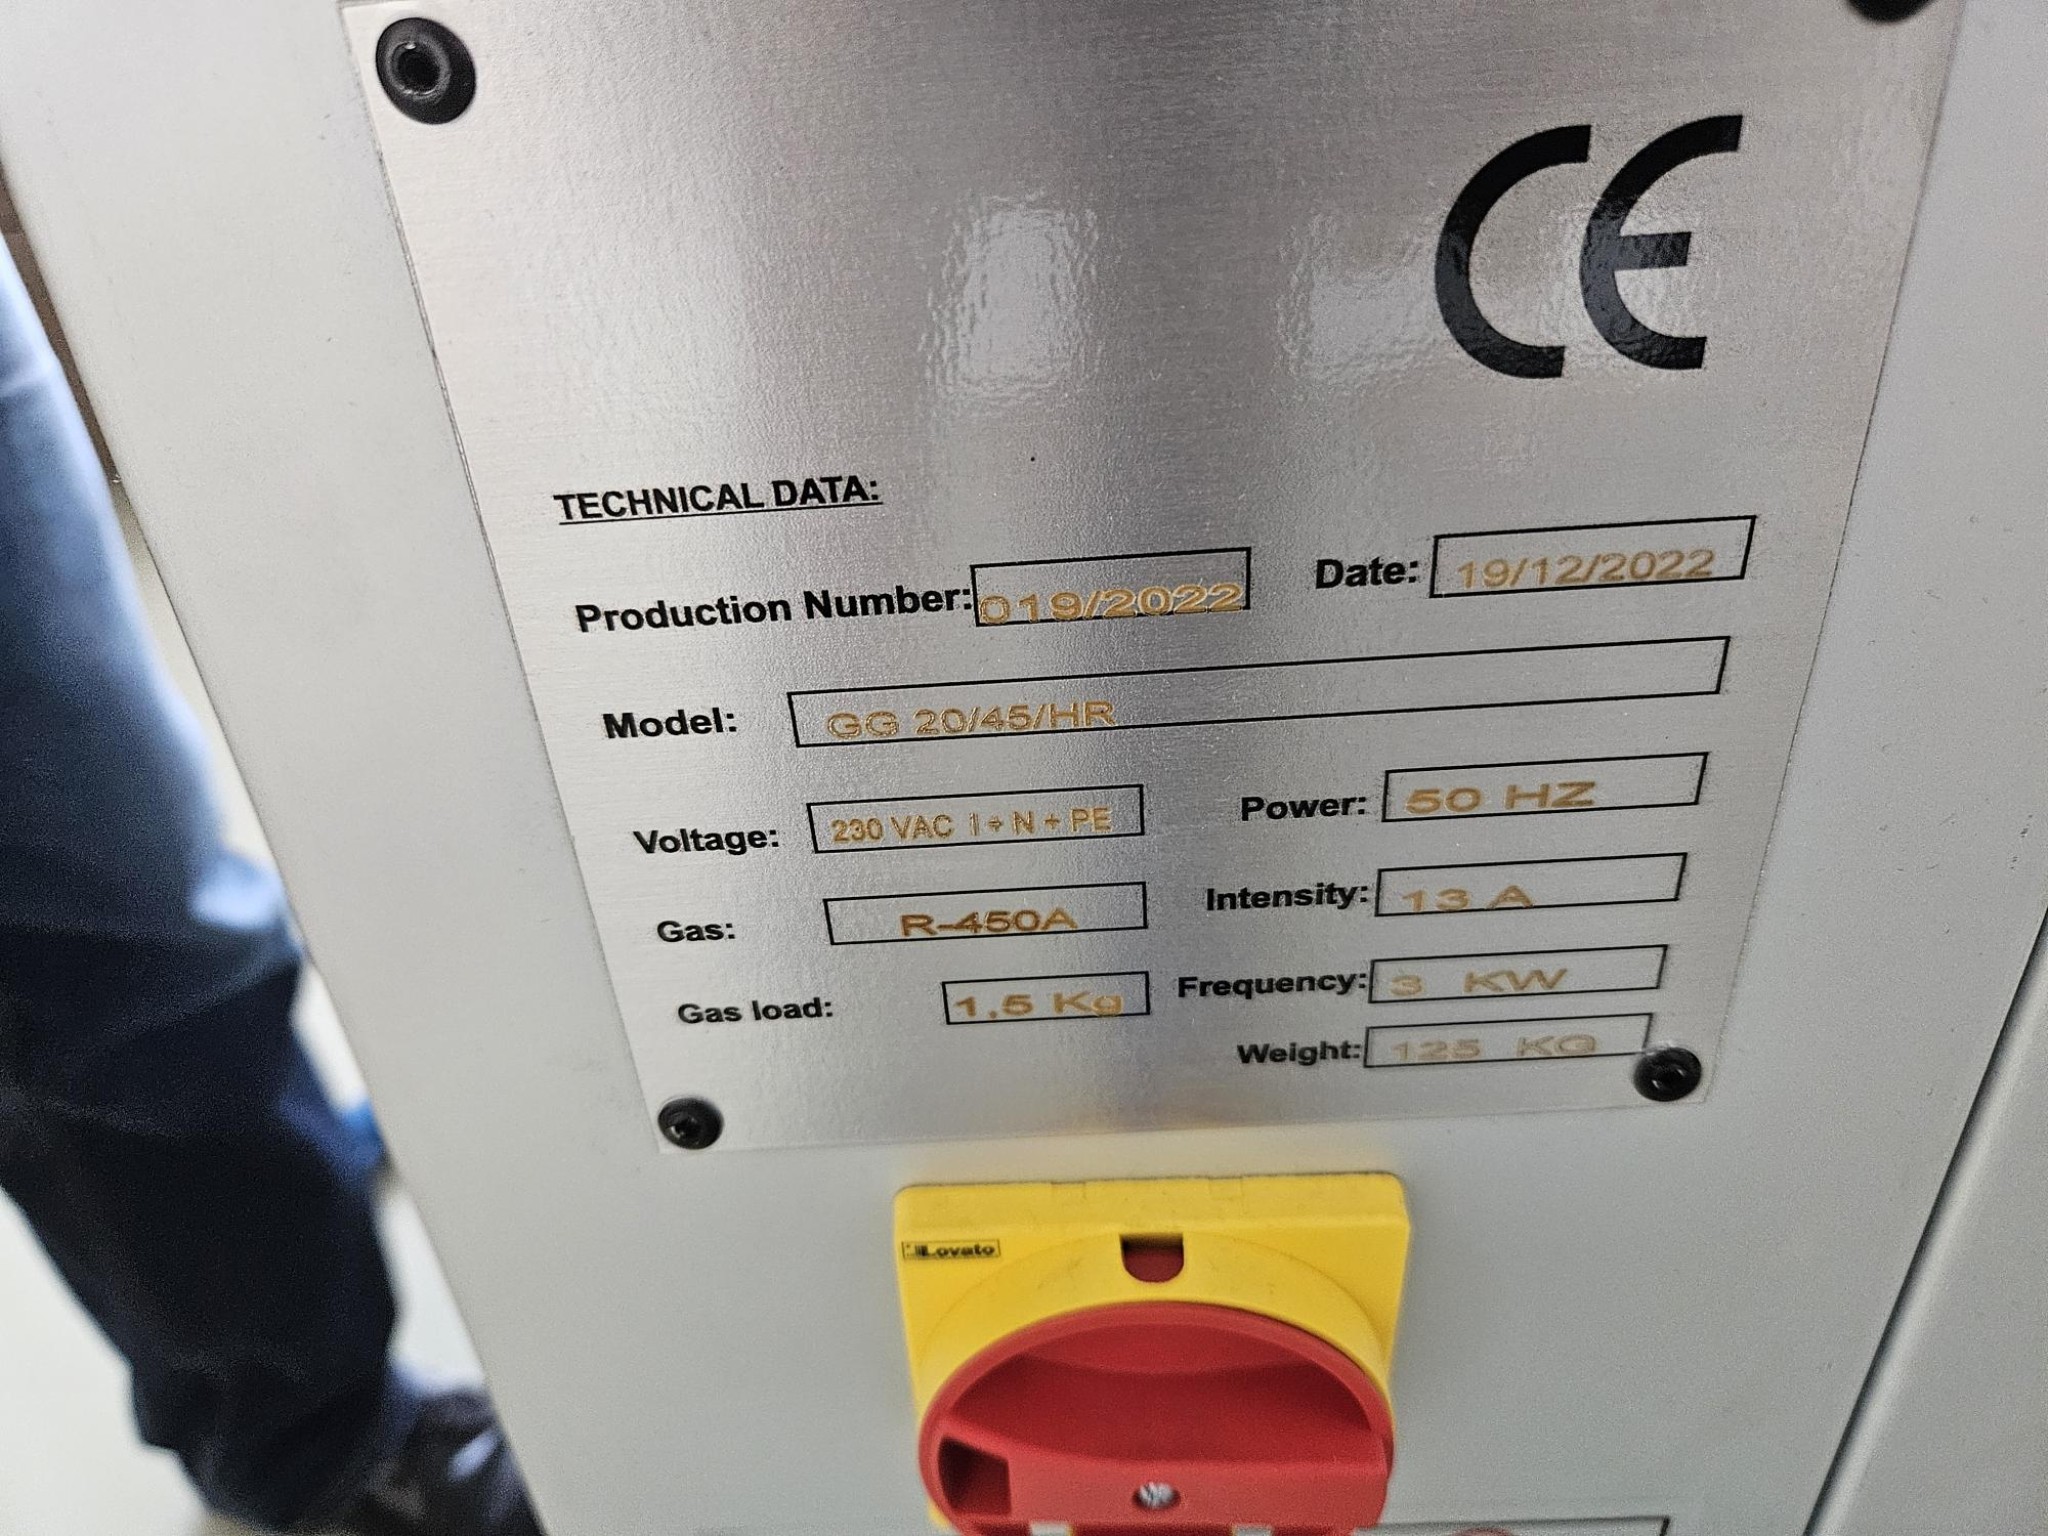 CE
TECHNICAL DATA:
Production Number: 019/2022 Date: 19/12/2022
Model: GG 20/45/HR
Voltage: 230 VAC I + N + PE Power: 50 HZ
Gas: R-450A Intensity: 13 A
Gas load: 1,5 Kg Frequency: 3 KW
Weight: 125 KG
Lovato